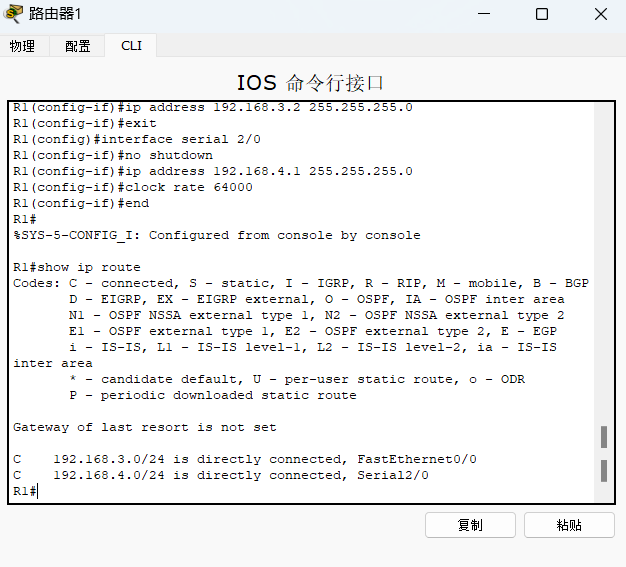 路由器1
物理 配置 CLI
IOS 命令行接口
R1(config-if)#ip address 192.168.3.2 255.255.255.0
R1(config-if)#exit
R1(config)#interface serial 2/0
R1(config-if)#no shutdown
R1(config-if)#ip address 192.168.4.1 255.255.255.0
R1(config-if)#clock rate 64000
R1(config-if)#end
R1#
%SYS-5-CONFIG_I: Configured from console by console
R1#show ip route
Codes: C - connected, S - static, I - IGRP, R - RIP, M - mobile, B - BGP
D - EIGRP, EX - EIGRP external, O - OSPF, IA - OSPF inter area
N1 - OSPF NSSA external type 1, N2 - OSPF NSSA external type 2
E1 - OSPF external type 1, E2 - OSPF external type 2, E - EGP
i - IS-IS, L1 - IS-IS level-1, L2 - IS-IS level-2, ia - IS-IS
inter area
* - candidate default, U - per-user static route, o - ODR
P - periodic downloaded static route
Gateway of last resort is not set
C 192.168.3.0/24 is directly connected, FastEthernet0/0
C 192.168.4.0/24 is directly connected, Serial2/0
R1#
复制 粘贴